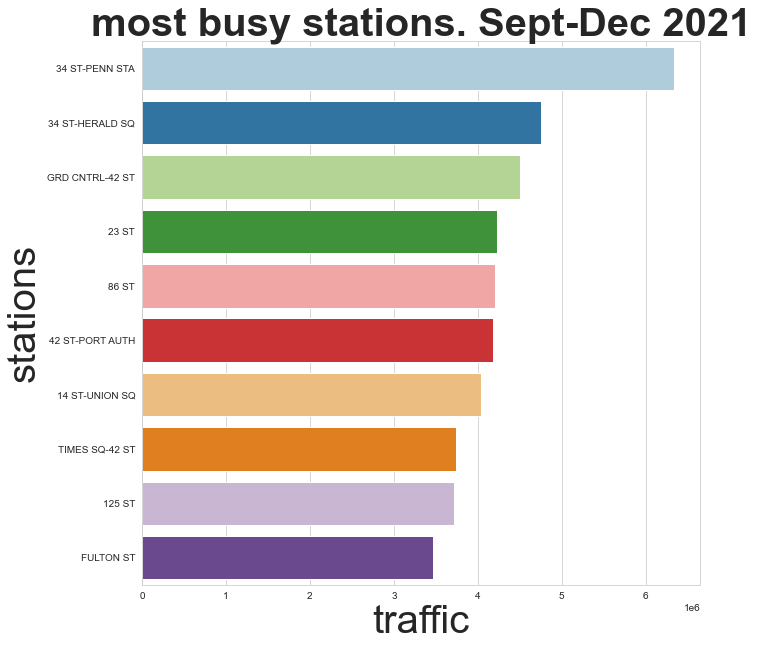 most busy stations. Sept-Dec 2021
34 ST-PENN STA
34 ST-HERALD SQ
GRD CNTRL-42 ST
23 ST
86 ST
42 ST-PORT AUTH
14 ST-UNION SQ
TIMES SQ-42 ST
125 ST
FULTON ST
stations
0 1 2 3 4 5 6
1e6
traffic